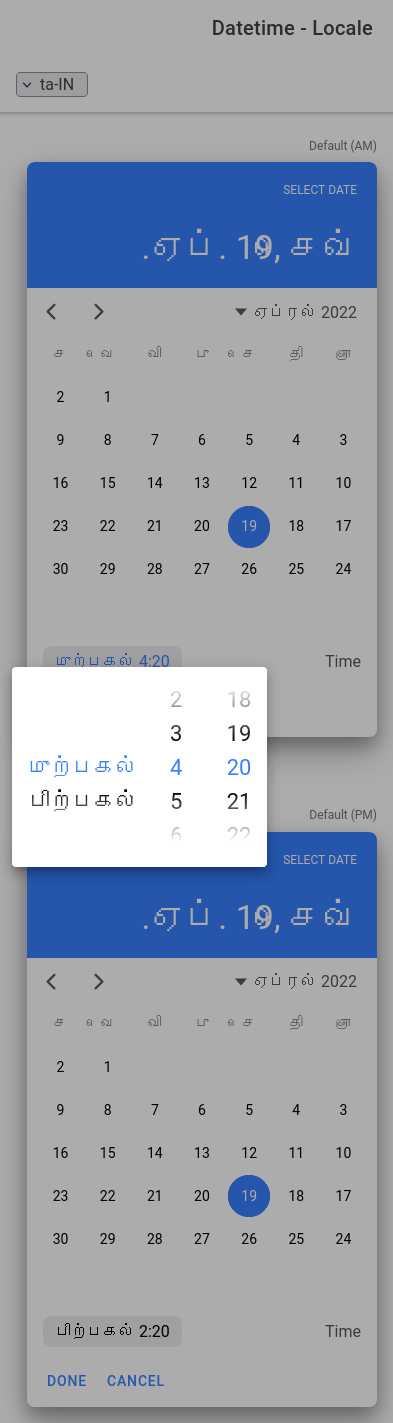 Datetime - Locale
ta-IN
Default (AM)
SELECT DATE
.ஏப். 19, செவ்
ஏப்ரல் 2022
ச வெ வி பு செ தி ஞா
2 1
9 8 7 6 5 4 3
16 15 14 13 12 11 10
23 22 21 20 19 18 17
30 29 28 27 26 25 24
முற்பகல் 4:20 Time
2 18
3 19
முற்பகல் 4 20
பிற்பகல் 5 21
6 22
Default (PM)
SELECT DATE
.ஏப். 19, செவ்
ஏப்ரல் 2022
ச வெ வி பு செ தி ஞா
2 1
9 8 7 6 5 4 3
16 15 14 13 12 11 10
23 22 21 20 19 18 17
30 29 28 27 26 25 24
பிற்பகல் 2:20 Time
DONE CANCEL